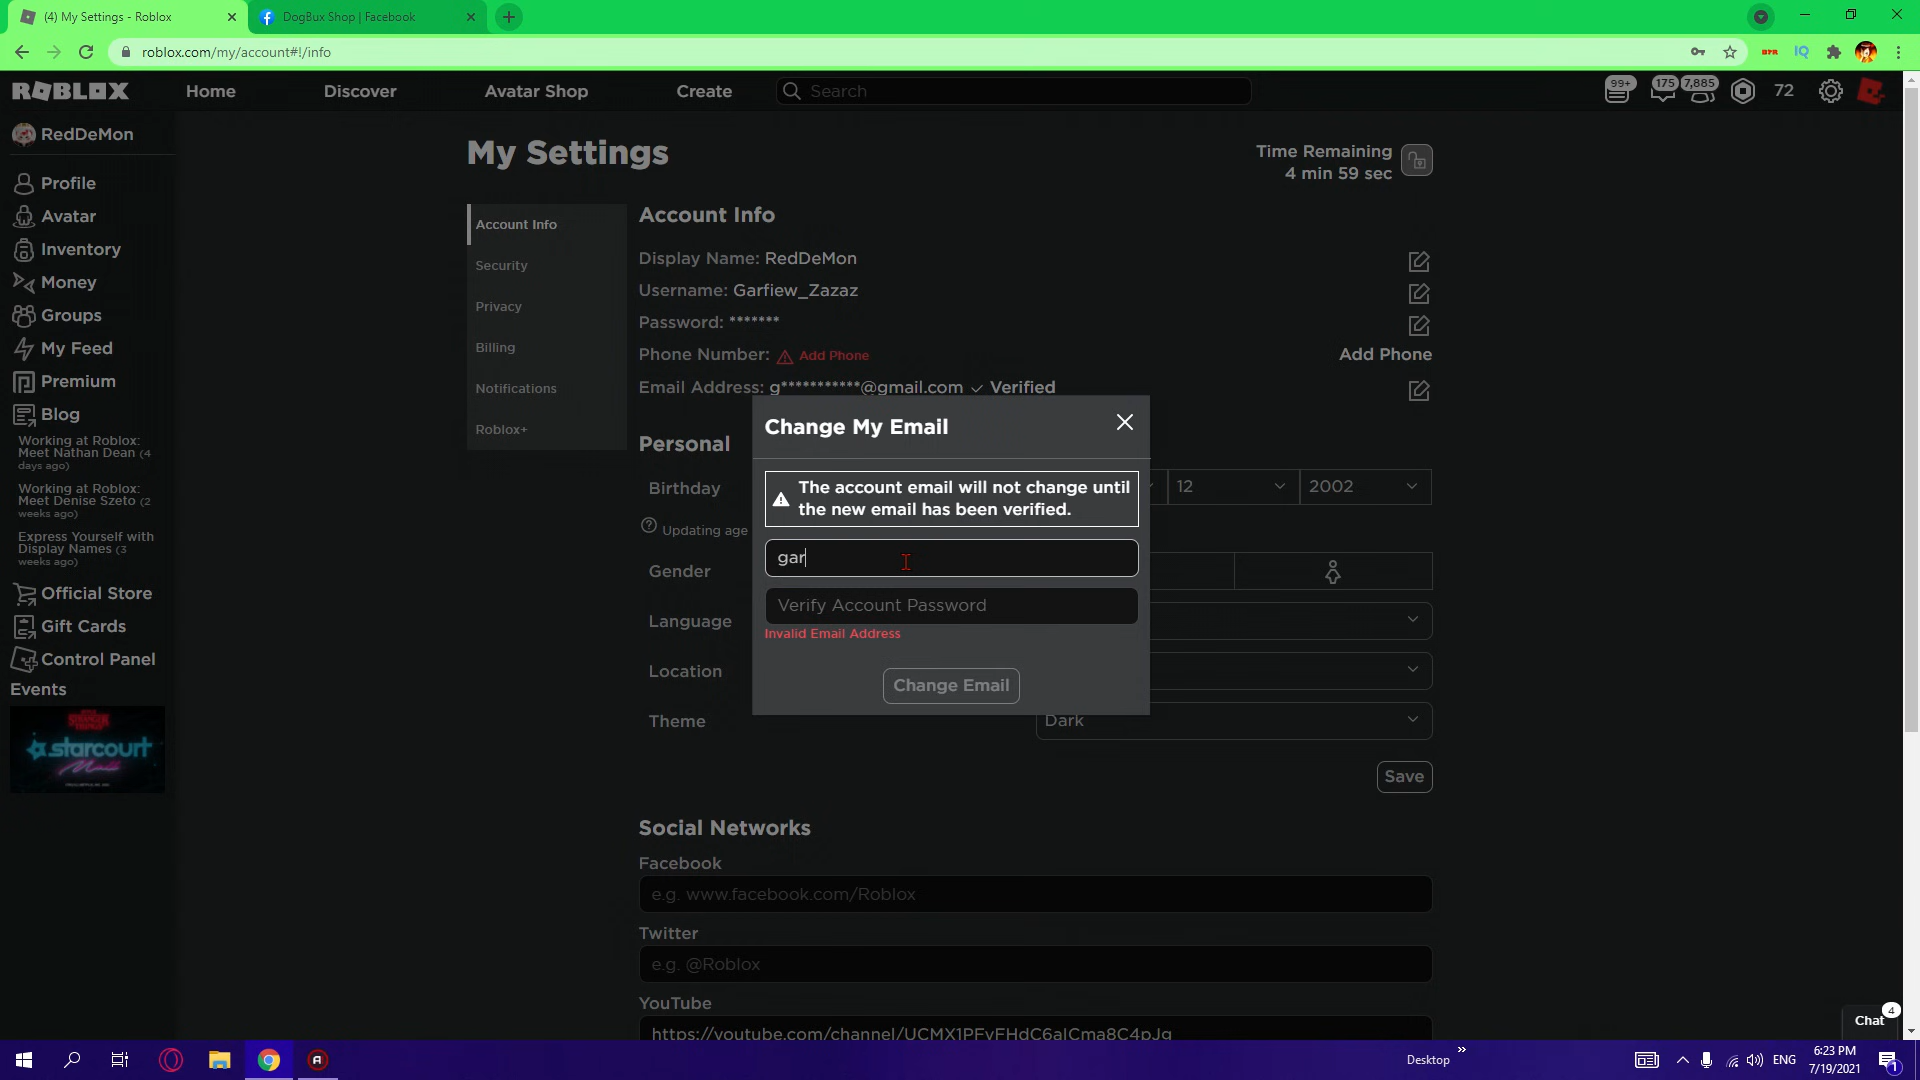 (4) My Settings - Roblox
DogBux Shop | Facebook
roblox.com/my/account#!/info
BTR
IQ
ROBLOX
Home
Discover
Avatar Shop
Create
Search
99+
175
7,885
72
RedDeMon
Profile
Avatar
Inventory
Money
Groups
My Feed
Premium
Blog
Working at Roblox:
Meet Nathan Dean (4
days ago)
Working at Roblox:
Meet Denise Szeto (2
weeks ago)
Express Yourself with
Display Names (3
weeks ago)
Official Store
Gift Cards
Control Panel
Events
STRANGER
THINGS
starcourt
Mall
My Settings
Time Remaining
4 min 59 sec
Account Info
Security
Privacy
Billing
Notifications
Roblox+
Account Info
Display Name: RedDeMon
Username: Garfiew_Zazaz
Password: *******
Phone Number: Add Phone
Add Phone
Email Address: g***********@gmail.com ✓ Verified
Change My Email
The account email will not change until
the new email has been verified.
gar
Verify Account Password
Invalid Email Address
Change Email
Personal
Birthday
12
2002
Updating age
Gender
Language
Location
Theme
Dark
Save
Social Networks
Facebook
e.g. www.facebook.com/Roblox
Twitter
e.g. @Roblox
YouTube
Chat
4
Desktop
ENG
6:23 PM
7/19/2021
1